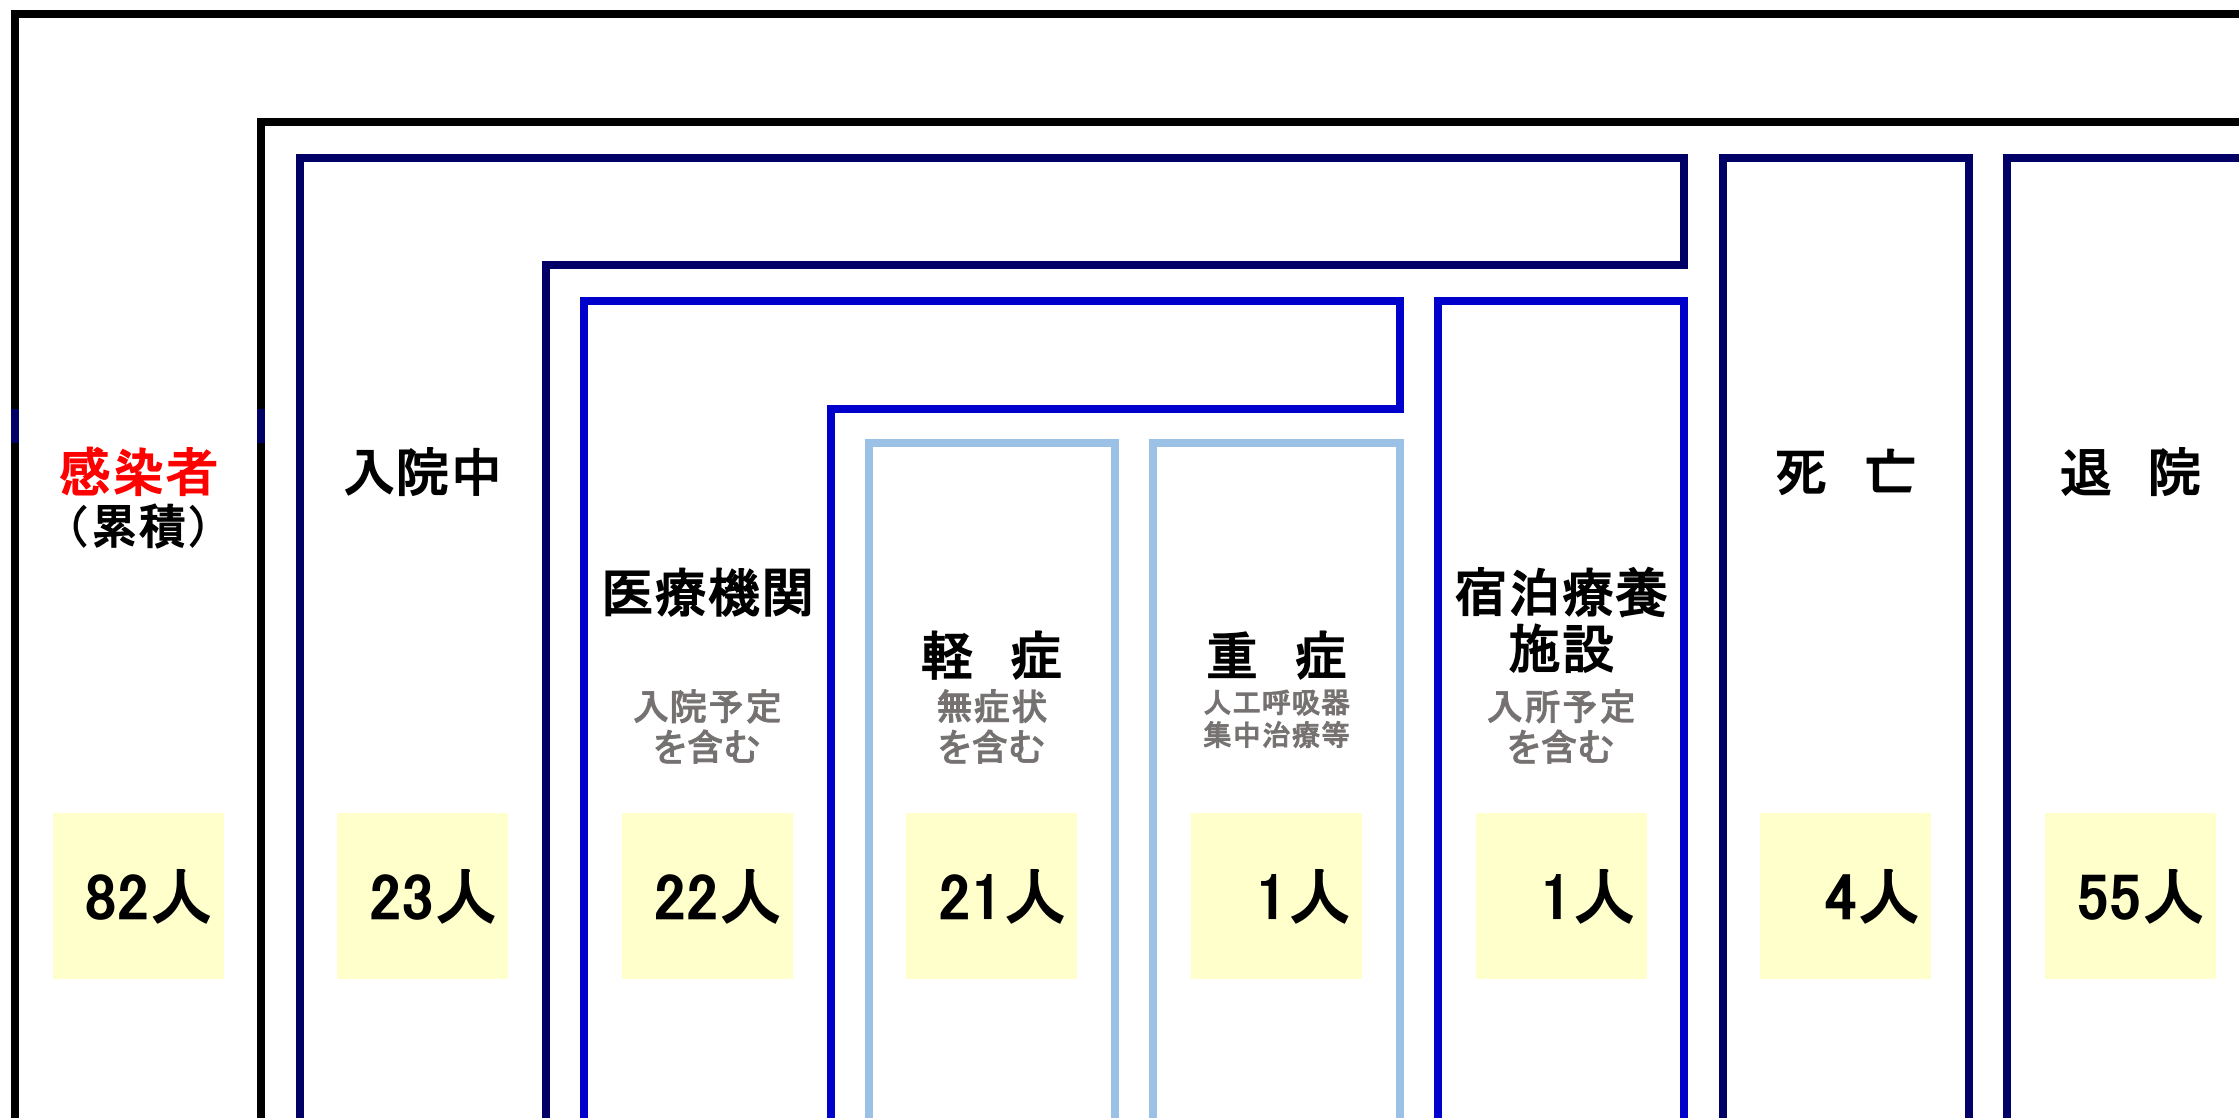 感染者
（累積）
82人
入院中
23人
医療機関
入院予定
を含む
22人
軽　症
無症状
を含む
21人
重　症
人工呼吸器
集中治療等
1人
宿泊療養
施設
入所予定
を含む
1人
死　亡
4人
退　院
55人